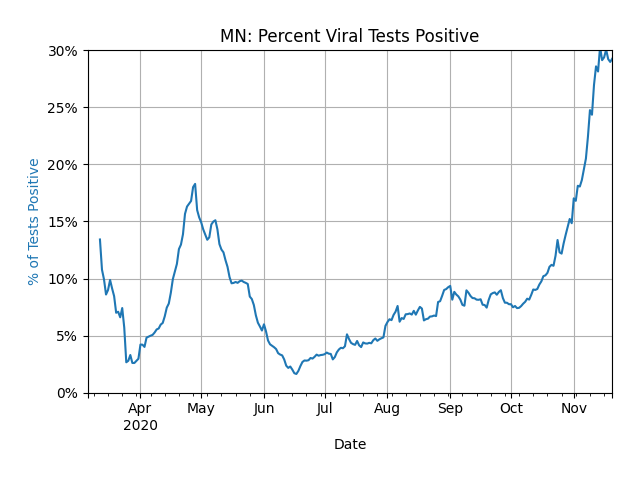 MN: Percent Viral Tests Positive
30%
25%
20%
15%
10%
5%
0%
% of Tests Positive
Apr May Jun Jul Aug Sep Oct Nov
2020
Date